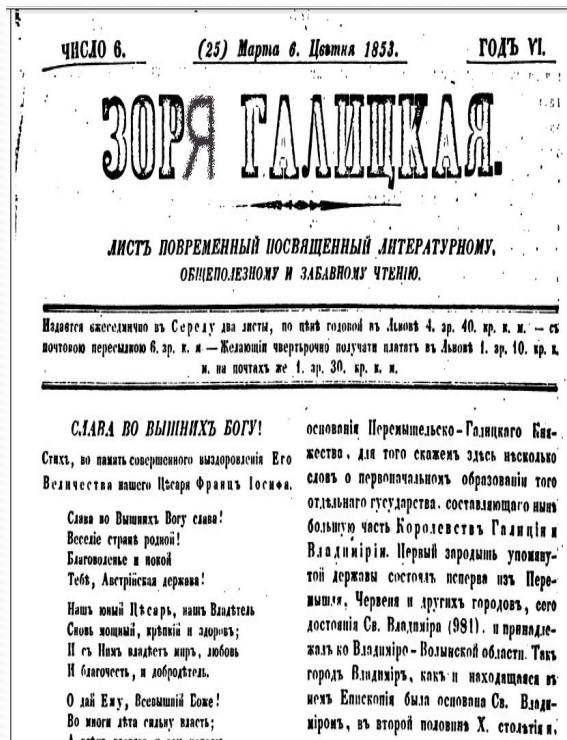 ЧИСЛО 6.
(25) Марта 6. Цвѣтня 1853.
ГОДЪ VI.
ЗОРЯ ГАЛИЦКАЯ.
ЛИСТЪ ПОВРЕМЕННЫЙ ПОСВЯЩЕННЫЙ ЛИТЕРАТУРНОМУ,
ОБЩЕПОЛЕЗНОМУ И ЗАБАВНОМУ ЧТЕНІЮ.
Издаєтся ежеседмично въ Середу два листы, по цѣнѣ годовой въ Львовѣ 4. зр. 40. кр. к. м. — съ
почтовою пересылкою 6. зр. к. м — Желающіи чвертьрочно получати платятъ въ Львовѣ 1. зр. 10. кр. к.
м. на почтахъ же 1. зр. 30. кр. к. м.
СЛАВА ВО ВЫШНИХЪ БОГУ!
Стихъ, во память совершенного выздоровленія Его
Величества нашего Цѣсаря Францъ Іосифа.
Слава во Вышнихъ Богу слава!
Веселіе странѣ родной!
Благоволенье и покой
Тебѣ, Австрійская держава!
Нашъ юный Цѣсарь, нашъ Владѣтель
Сновь мощный, крѣпкій и здоровъ;
И съ Нимъ владѣетъ миръ, любовь
И благочесть, и добродѣтель.
О дай Ему, Всевышній Боже!
Во многи лѣта сильну власть;
основанія Перемышельско-Галицкаго Кня-
жества, для того скажемъ здѣсь нѣсколько
словъ о первоначальномъ образованіи того
отдѣльнаго государства, составляющаго нынѣ
большую часть Королевствъ Галиціи и
Владиміріи. Первый зародышь упомяну-
той державы состоялъ исперва изъ Пере-
мышля, Червеня и другихъ городовъ, сего
достоянія Св. Владиміра (981). и принадле-
жалъ ко Владиміро-Волынской области. Такъ
городъ Владиміръ, какъ и находящаяся въ
немъ Епископія была основана Св. Влади-
міромъ, въ второй половинѣ X. столѣтія,